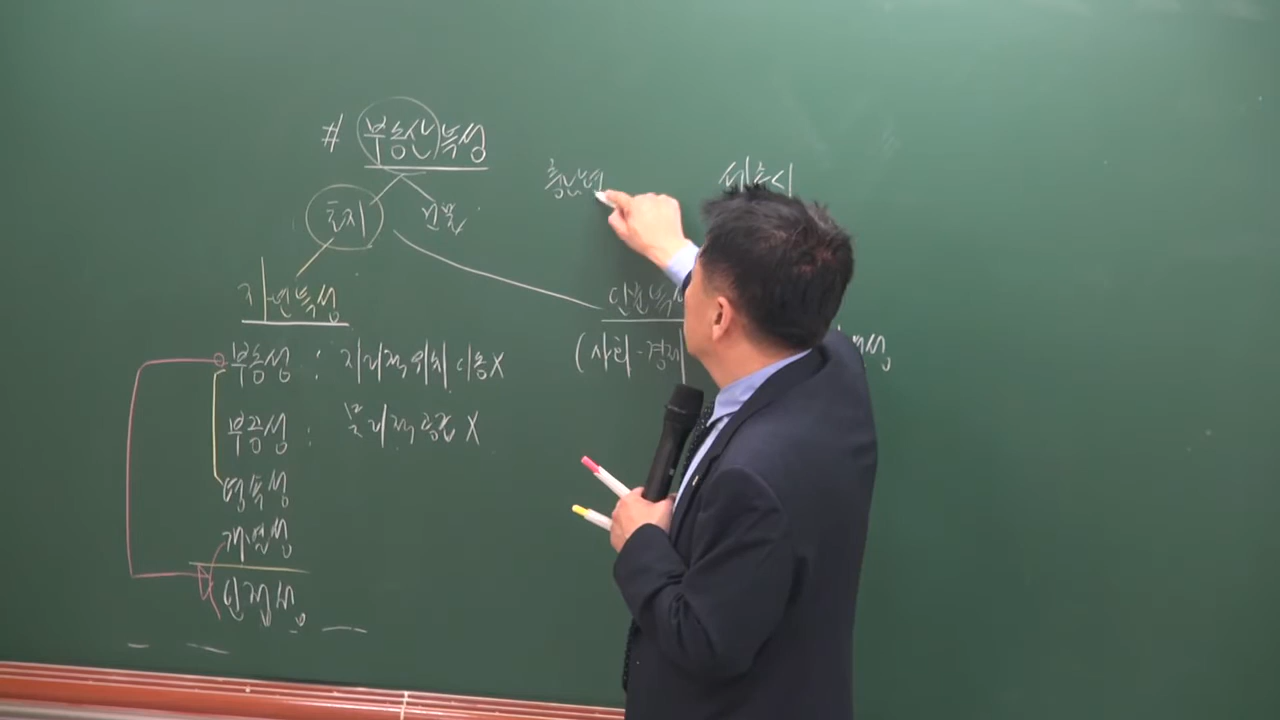 # 부동산 특성
토지 건물
자연특성
부동성 : 지리적 위치 이동X
부증성 : 물리적 증감 X
영속성
개별성
인접성
인문특
(사회-경제